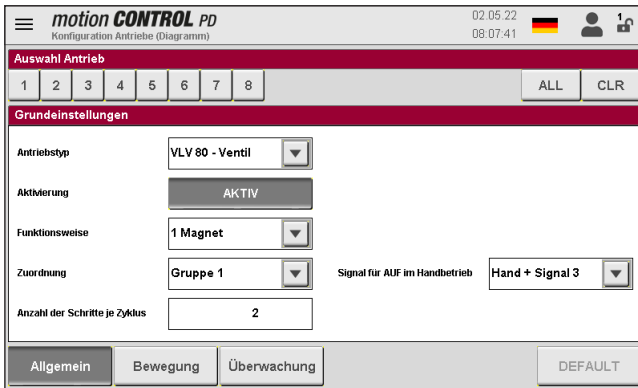 motion CONTROL PD
Konfiguration Antriebe (Diagramm)
02.05.22
08:07:41
1
Auswahl Antrieb
1 2 3 4 5 6 7 8 ALL CLR
Grundeinstellungen
Antriebstyp VLV 80 - Ventil
Aktivierung AKTIV
Funktionsweise 1 Magnet
Zuordnung Gruppe 1 Signal für AUF im Handbetrieb Hand + Signal 3
Anzahl der Schritte je Zyklus 2
Allgemein Bewegung Überwachung DEFAULT